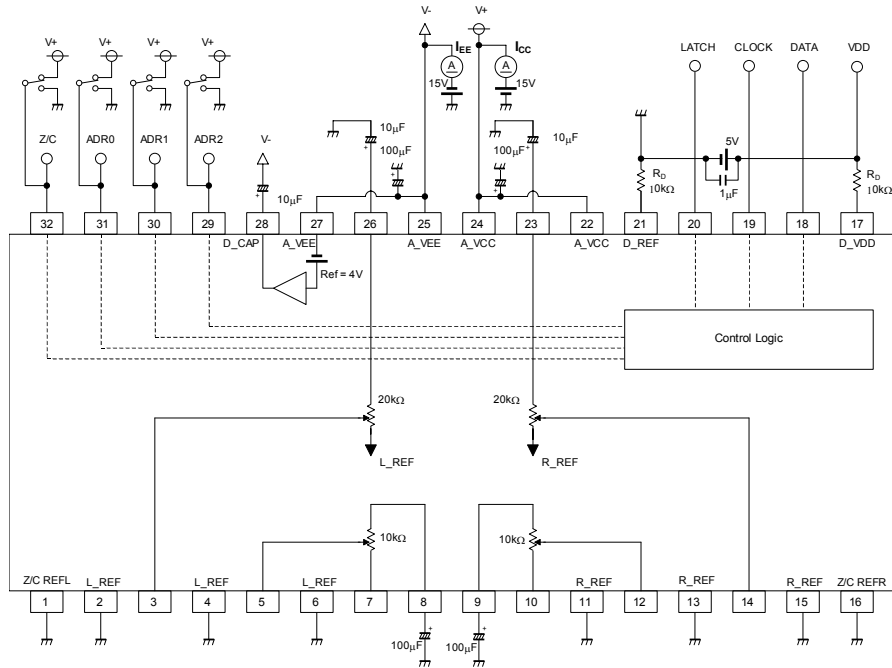 V-
V+
V+
V+
V+
V+
IEE
ICC
LATCH
CLOCK
DATA
VDD
A
A
15V
15V
10μF
10μF
Z/C
ADR0
ADR1
ADR2
V-
100μF
100μF
5V
RD
10kΩ
1μF
RD
10kΩ
10μF
32
31
30
29
28
27
26
25
24
23
22
21
20
19
18
17
D_CAP
A_VEE
A_VEE
A_VCC
A_VCC
D_REF
D_VDD
Ref = 4V
Control Logic
20kΩ
20kΩ
L_REF
R_REF
10kΩ
10kΩ
Z/C REFL
L_REF
L_REF
L_REF
R_REF
R_REF
R_REF
Z/C REFR
1
2
3
4
5
6
7
8
9
10
11
12
13
14
15
16
+
+
100μF
100μF